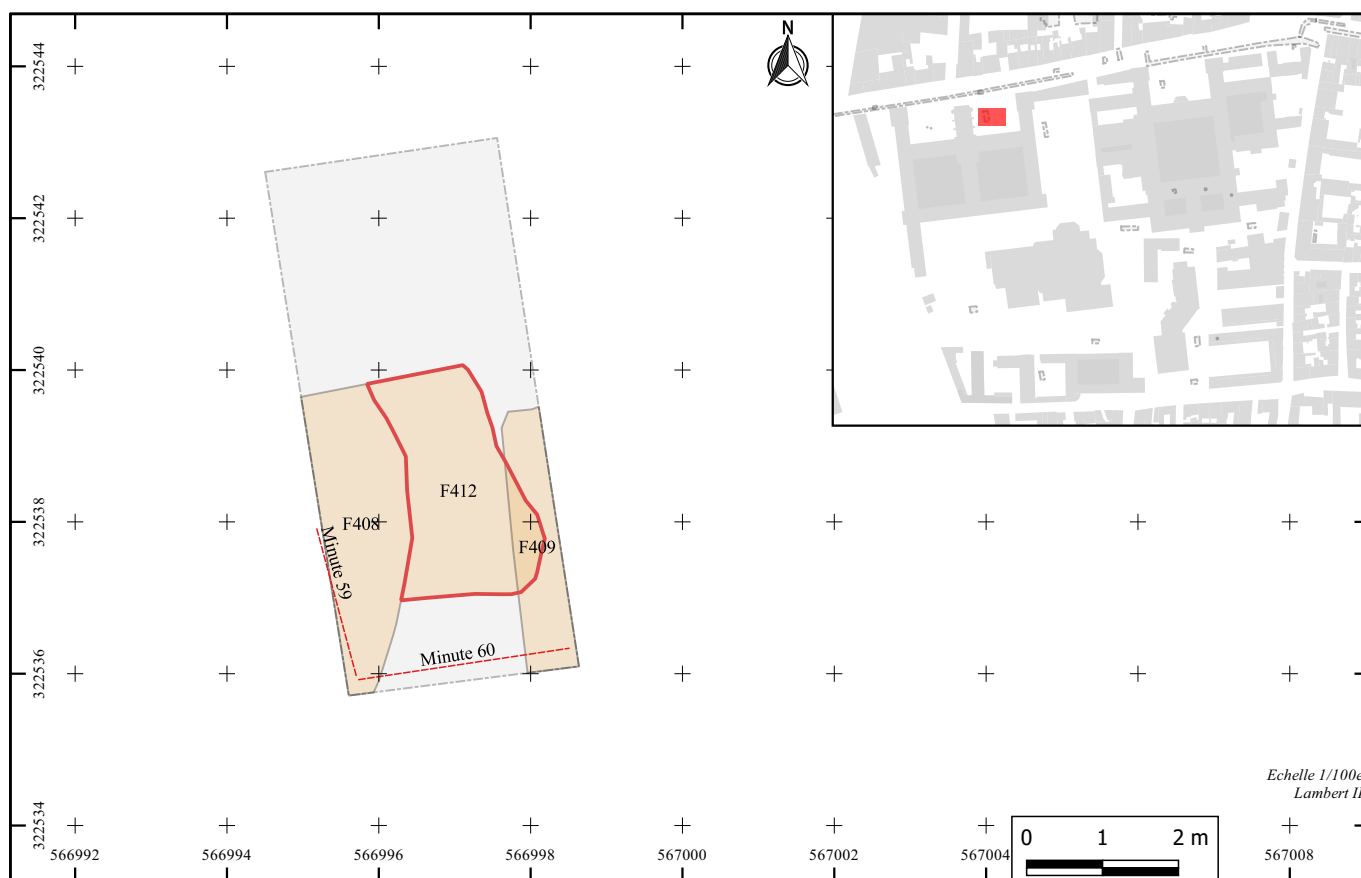 N
322544
322542
322540
322538
322536
322534
F412
F408
F409
Minute 59
Minute 60
Echelle 1/100e
Lambert II
0 1 2 m
566992 566994 566996 566998 567000 567002 567004 567008